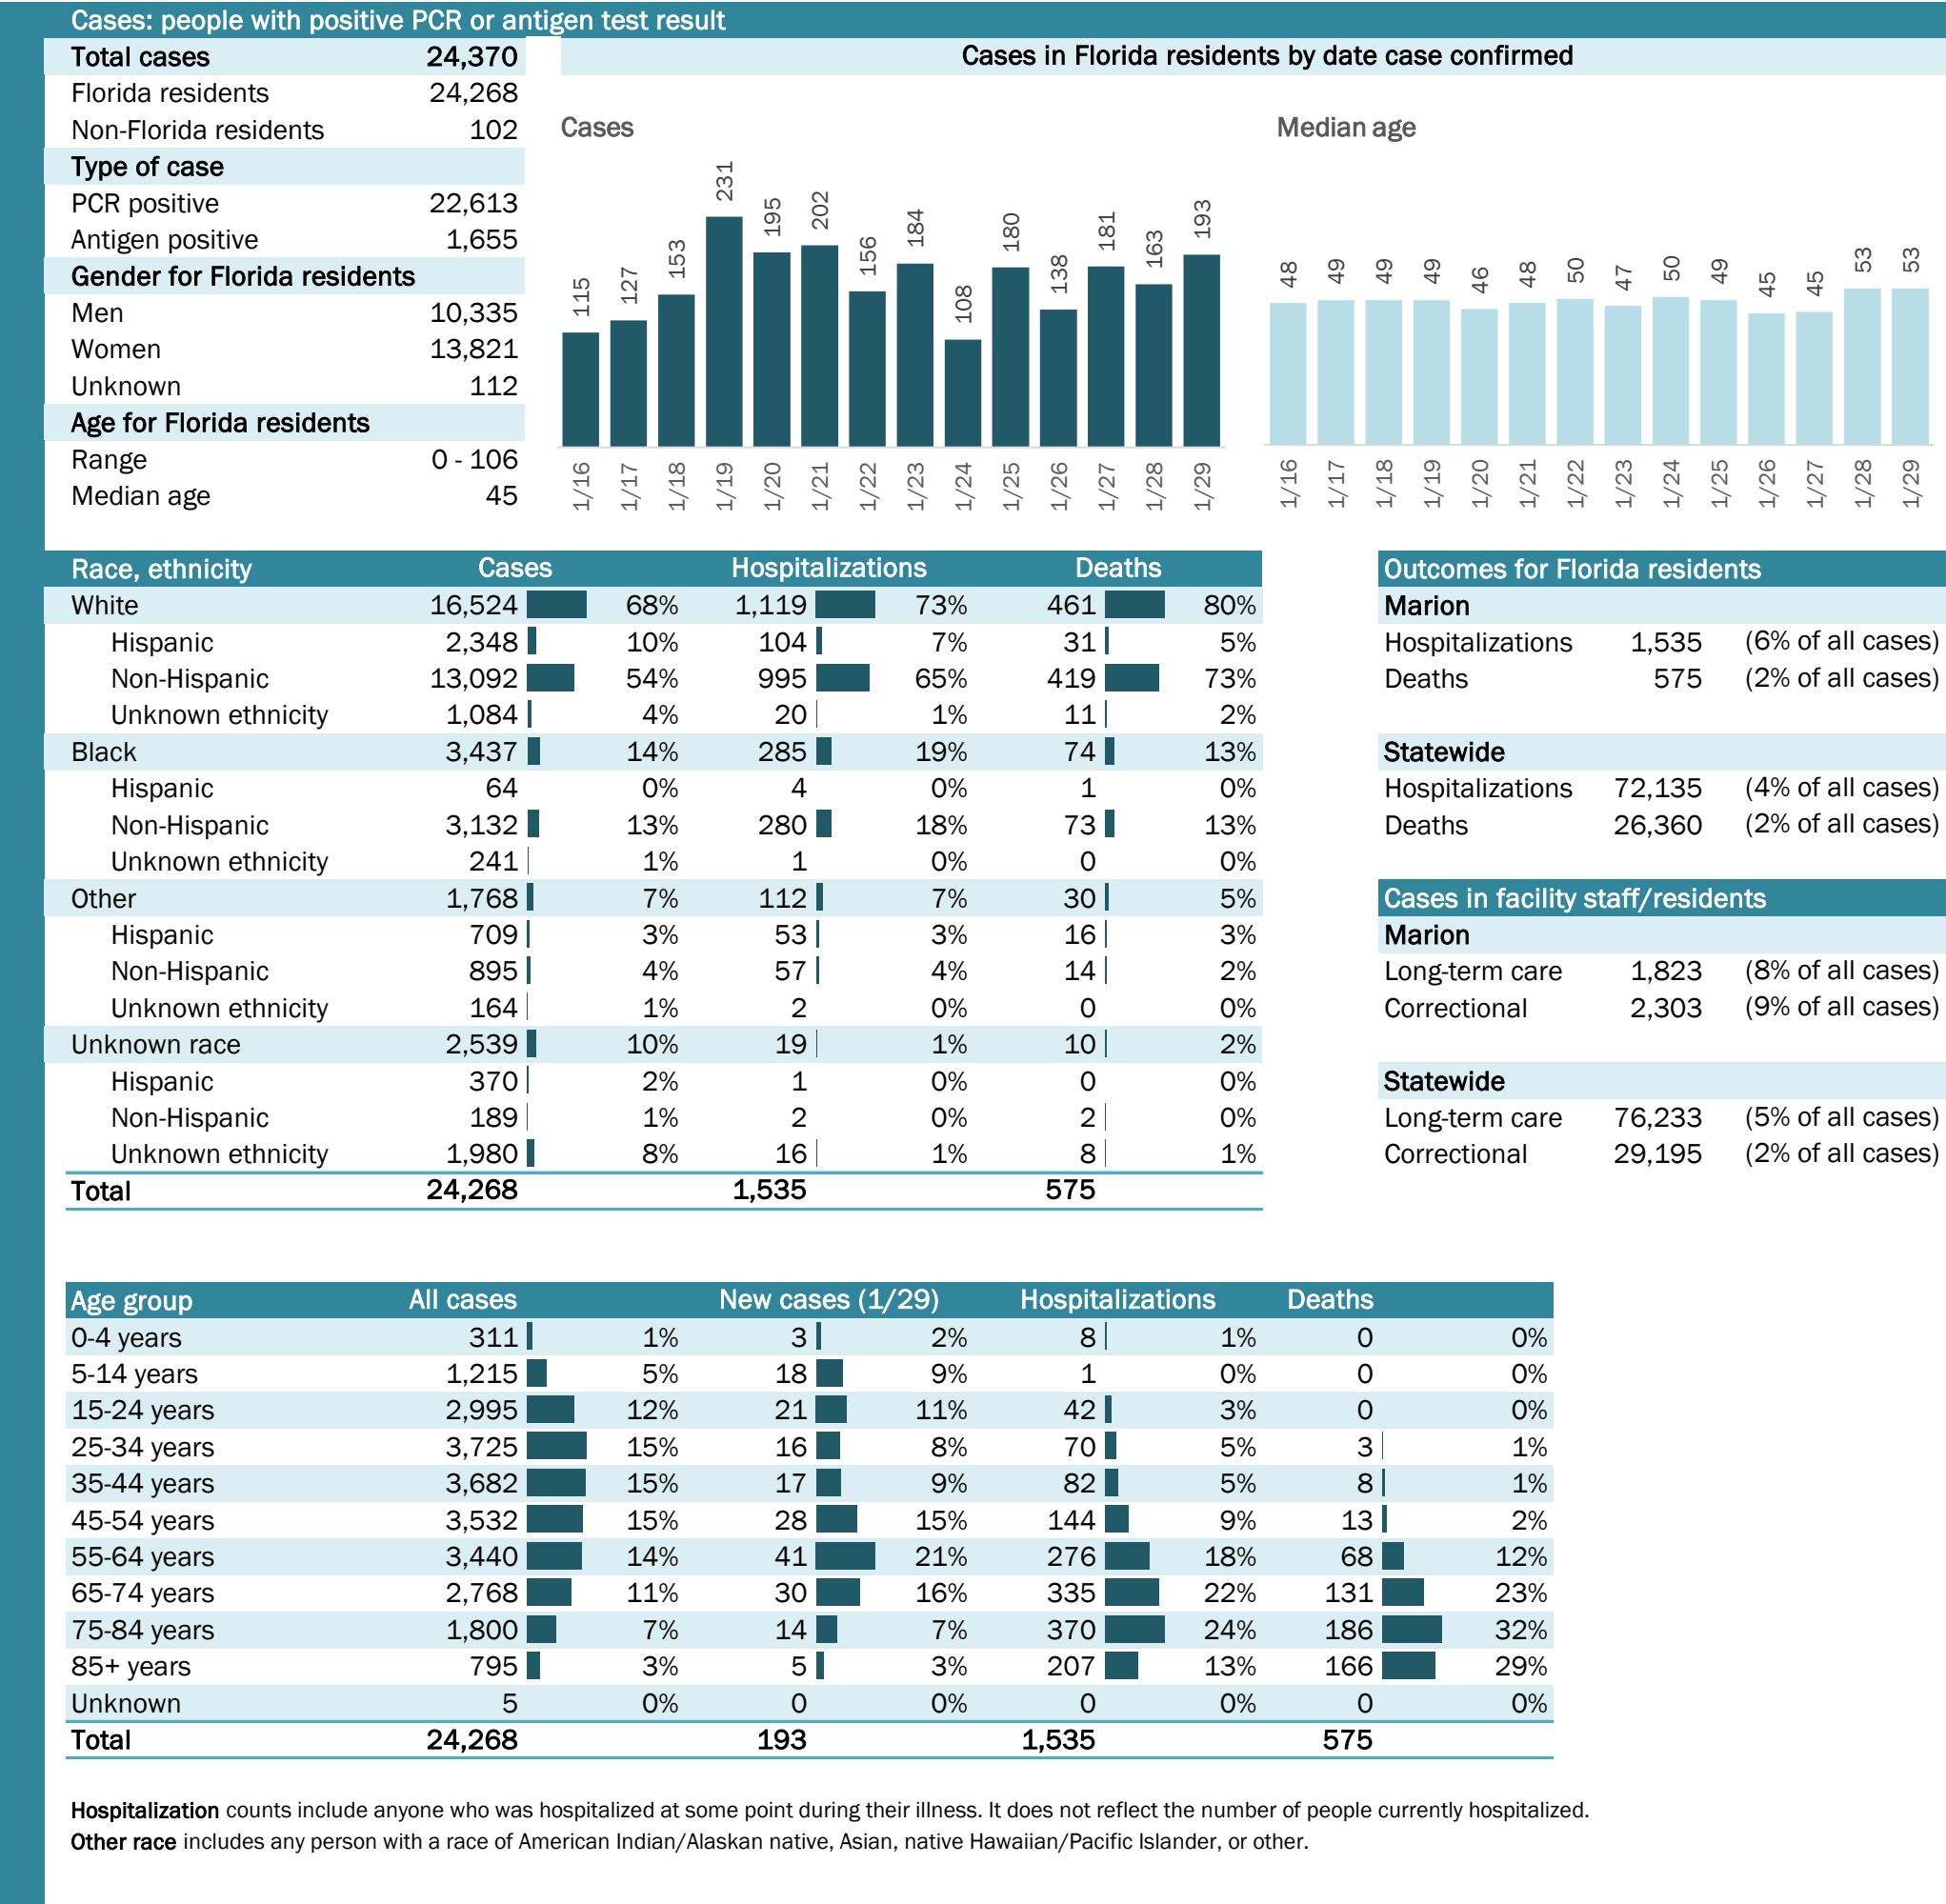 Cases: people with positive PCR or antigen test result
Total cases 24,370
Florida residents 24,268
Non-Florida residents 102
Type of case
PCR positive 22,613
Antigen positive 1,655
Gender for Florida residents
Men 10,335
Women 13,821
Unknown 112
Age for Florida residents
Range 0 - 106
Median age 45
Cases in Florida residents by date case confirmed
Cases
115 127 153 231 195 202 156 184 108 180 138 181 163 193
1/16 1/17 1/18 1/19 1/20 1/21 1/22 1/23 1/24 1/25 1/26 1/27 1/28 1/29
Median age
48 49 49 49 46 48 50 47 50 49 45 45 53 53
1/16 1/17 1/18 1/19 1/20 1/21 1/22 1/23 1/24 1/25 1/26 1/27 1/28 1/29
Race, ethnicity Cases Hospitalizations Deaths
White 16,524 68% 1,119 73% 461 80%
Hispanic 2,348 10% 104 7% 31 5%
Non-Hispanic 13,092 54% 995 65% 419 73%
Unknown ethnicity 1,084 4% 20 1% 11 2%
Black 3,437 14% 285 19% 74 13%
Hispanic 64 0% 4 0% 1 0%
Non-Hispanic 3,132 13% 280 18% 73 13%
Unknown ethnicity 241 1% 1 0% 0 0%
Other 1,768 7% 112 7% 30 5%
Hispanic 709 3% 53 3% 16 3%
Non-Hispanic 895 4% 57 4% 14 2%
Unknown ethnicity 164 1% 2 0% 0 0%
Unknown race 2,539 10% 19 1% 10 2%
Hispanic 370 2% 1 0% 0 0%
Non-Hispanic 189 1% 2 0% 2 0%
Unknown ethnicity 1,980 8% 16 1% 8 1%
Total 24,268 1,535 575
Outcomes for Florida residents
Marion
Hospitalizations 1,535 (6% of all cases)
Deaths 575 (2% of all cases)
Statewide
Hospitalizations 72,135 (4% of all cases)
Deaths 26,360 (2% of all cases)
Cases in facility staff/residents
Marion
Long-term care 1,823 (8% of all cases)
Correctional 2,303 (9% of all cases)
Statewide
Long-term care 76,233 (5% of all cases)
Correctional 29,195 (2% of all cases)
Age group All cases New cases (1/29) Hospitalizations Deaths
0-4 years 311 1% 3 2% 8 1% 0 0%
5-14 years 1,215 5% 18 9% 1 0% 0 0%
15-24 years 2,995 12% 21 11% 42 3% 0 0%
25-34 years 3,725 15% 16 8% 70 5% 3 1%
35-44 years 3,682 15% 17 9% 82 5% 8 1%
45-54 years 3,532 15% 28 15% 144 9% 13 2%
55-64 years 3,440 14% 41 21% 276 18% 68 12%
65-74 years 2,768 11% 30 16% 335 22% 131 23%
75-84 years 1,800 7% 14 7% 370 24% 186 32%
85+ years 795 3% 5 3% 207 13% 166 29%
Unknown 5 0% 0 0% 0 0% 0 0%
Total 24,268 193 1,535 575
Hospitalization counts include anyone who was hospitalized at some point during their illness. It does not reflect the number of people currently hospitalized.
Other race includes any person with a race of American Indian/Alaskan native, Asian, native Hawaiian/Pacific Islander, or other.